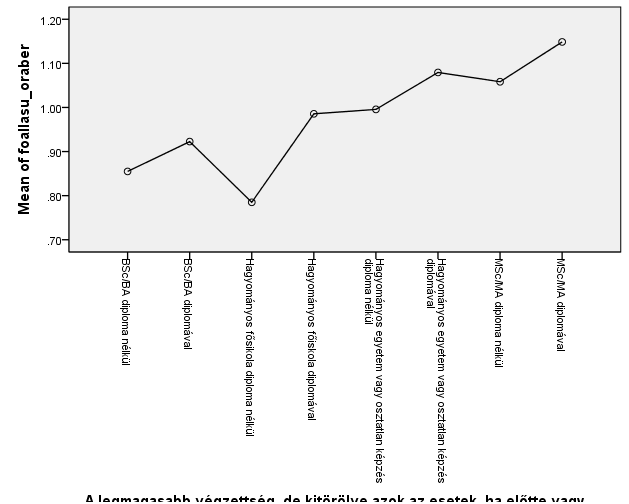 1.20
1.10
1.00
.90
.80
.70
Mean of foallasu_oraber
BSc/BA diploma nélkül
BSc/BA diplomával
Hagyományos fősikola diploma nélkül
Hagyományos főiskola diplomával
Hagyományos egyetem vagy osztatlan képzés
diploma nélkül
Hagyományos egyetem vagy osztatlan képzés
diplomával
MSc/MA diploma nélkül
MSc/MA diplomával
A legmagasabb végzettség, de kitörölve azok az esetek, ha előtte vagy